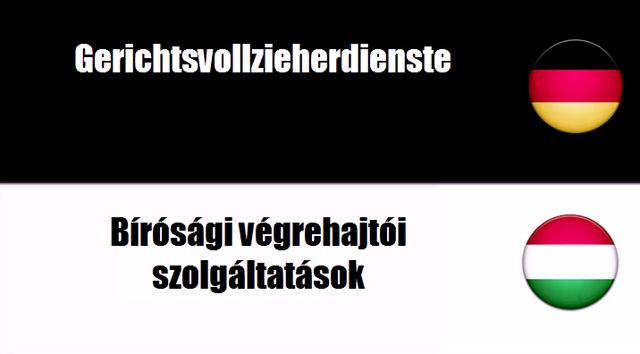 Gerichtsvollzieherdienste
Bírósági végrehajtói
szolgáltatások